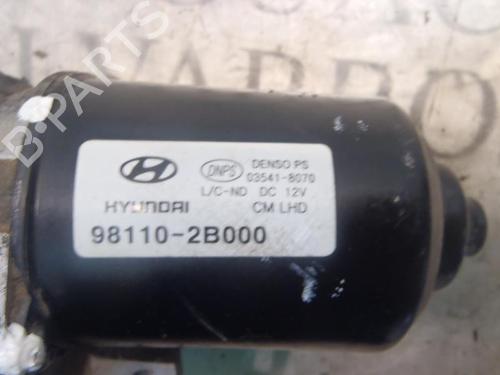 DNPS
DENSO PS
03541-8070
L/C-ND DC 12V
HYUNDAI CM LHD
98110-2B000
B-PARTS